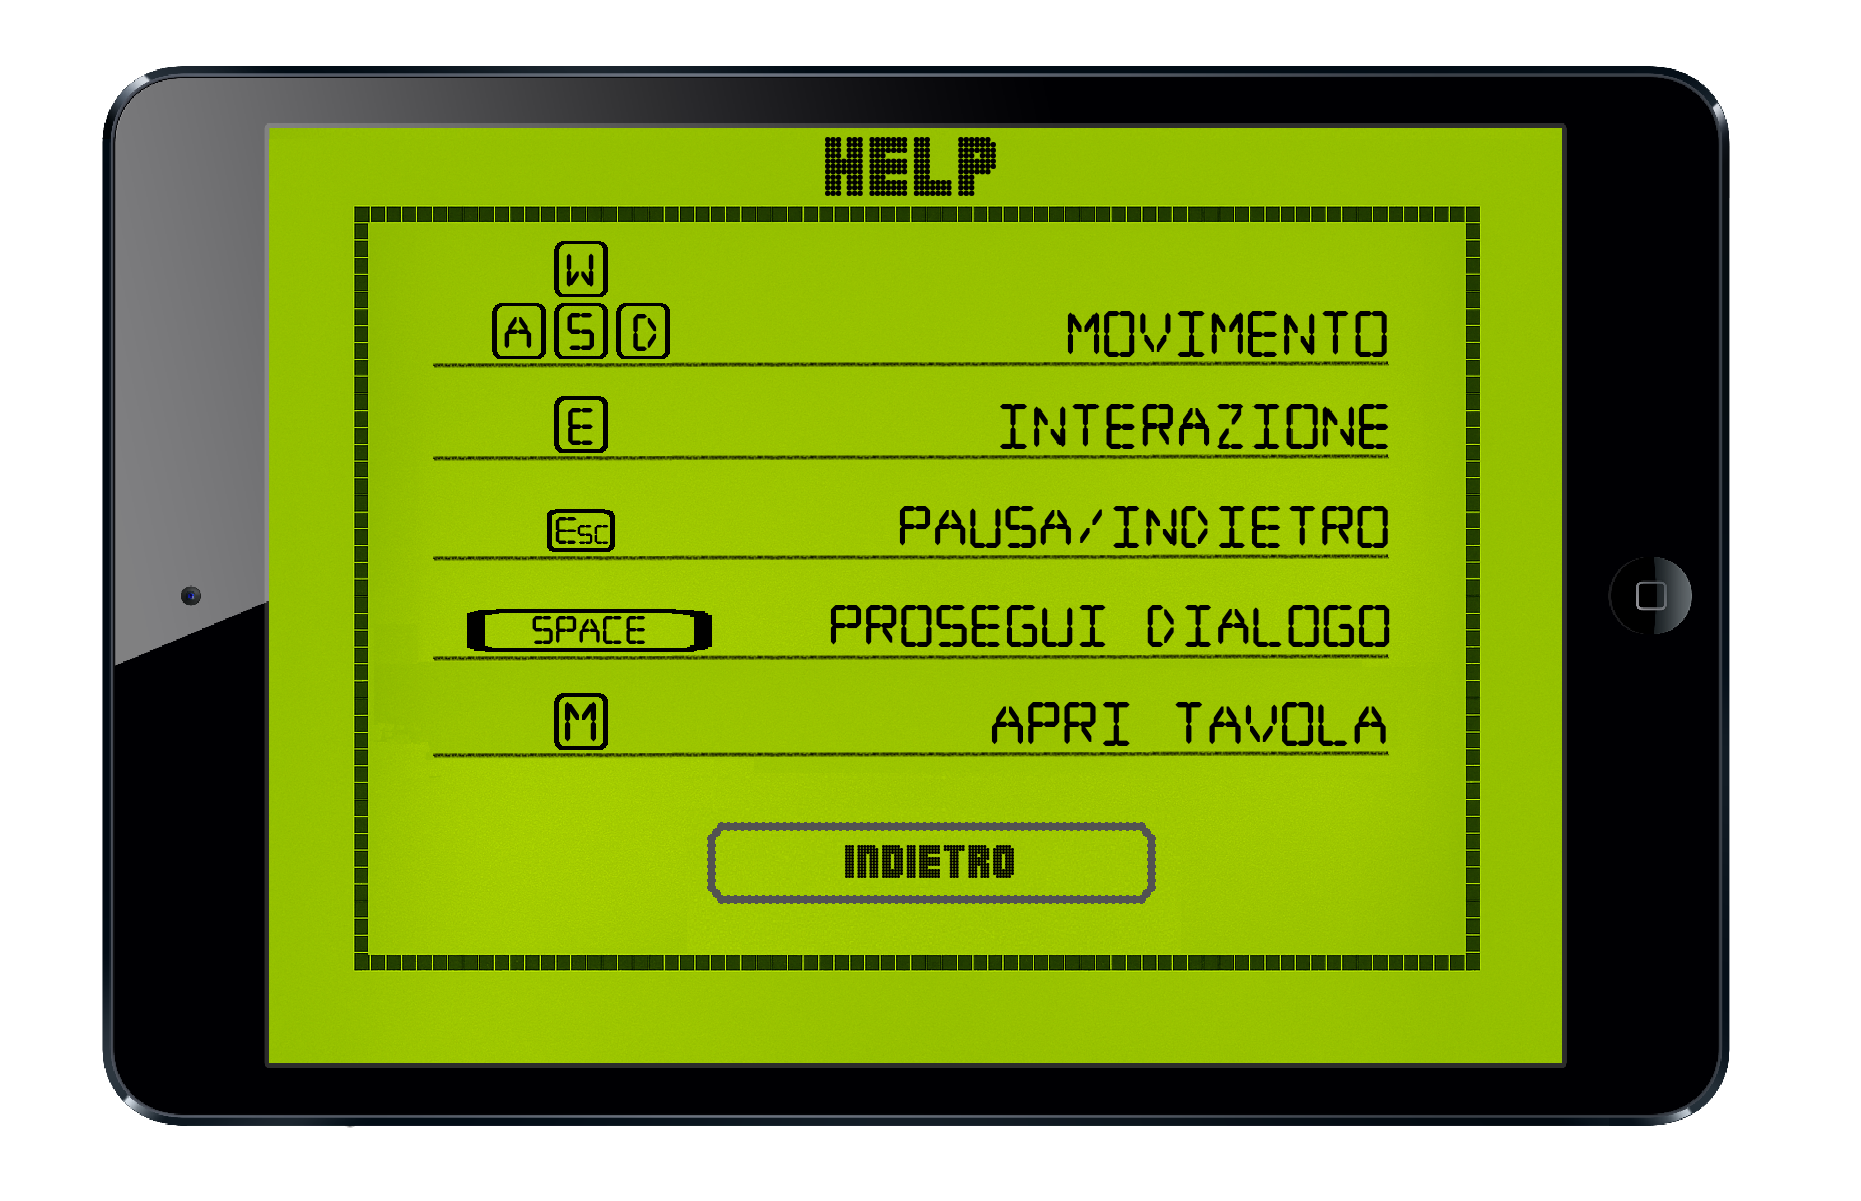 HELP
W
A S D MOVIMENTO
E INTERAZIONE
Esc PAUSA/INDIETRO
SPACE PROSEGUI DIALOGO
M APRI TAVOLA
INDIETRO